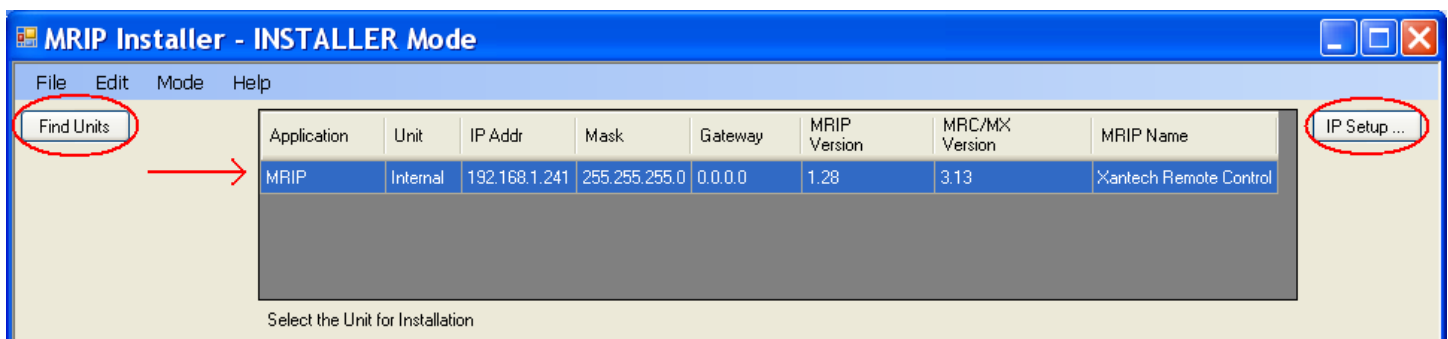 MRIP Installer - INSTALLER Mode
File Edit Mode Help
Find Units
IP Setup ...
Application Unit IP Addr Mask Gateway MRIP Version MRC/MX Version MRIP Name
MRIP Internal 192.168.1.241 255.255.255.0 0.0.0.0 1.28 3.13 Xantech Remote Control
Select the Unit for Installation